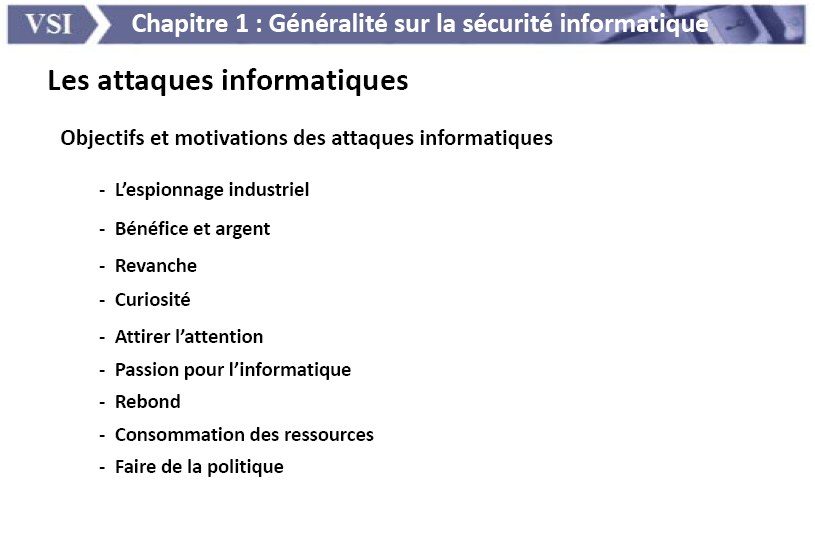 VSI Chapitre 1 : Généralité sur la sécurité informatique
Les attaques informatiques
Objectifs et motivations des attaques informatiques
- L’espionnage industriel
- Bénéfice et argent
- Revanche
- Curiosité
- Attirer l’attention
- Passion pour l’informatique
- Rebond
- Consommation des ressources
- Faire de la politique